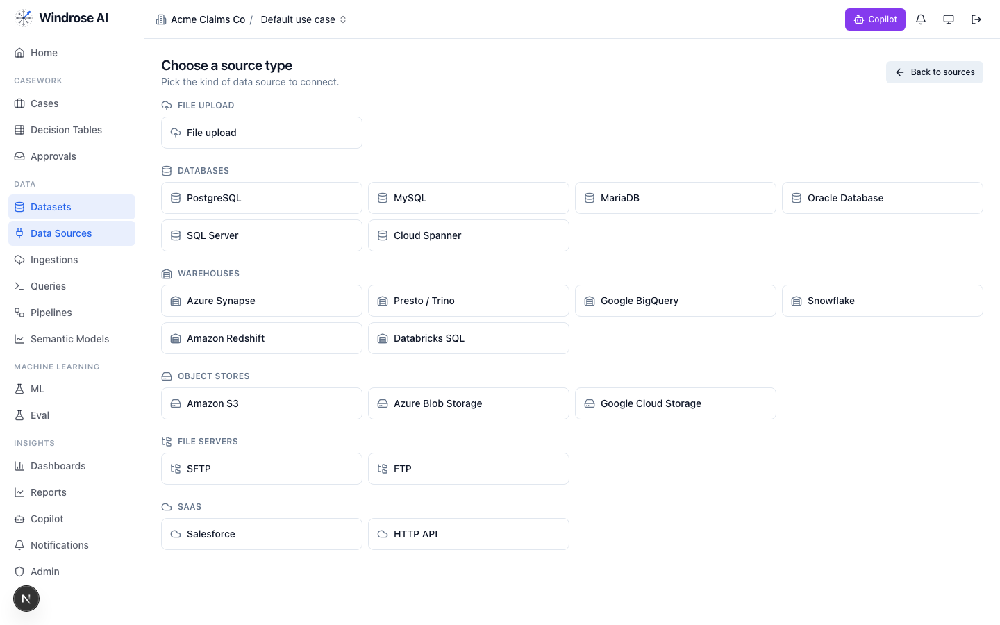 Windrose AI
Acme Claims Co / Default use case
Copilot
Home
CASEWORK
Cases
Decision Tables
Approvals
DATA
Datasets
Data Sources
Ingestions
Queries
Pipelines
Semantic Models
MACHINE LEARNING
ML
Eval
INSIGHTS
Dashboards
Reports
Copilot
Notifications
Admin
N
Choose a source type
Pick the kind of data source to connect.
Back to sources
FILE UPLOAD
File upload
DATABASES
PostgreSQL MySQL MariaDB Oracle Database
SQL Server Cloud Spanner
WAREHOUSES
Azure Synapse Presto / Trino Google BigQuery Snowflake
Amazon Redshift Databricks SQL
OBJECT STORES
Amazon S3 Azure Blob Storage Google Cloud Storage
FILE SERVERS
SFTP FTP
SAAS
Salesforce HTTP API